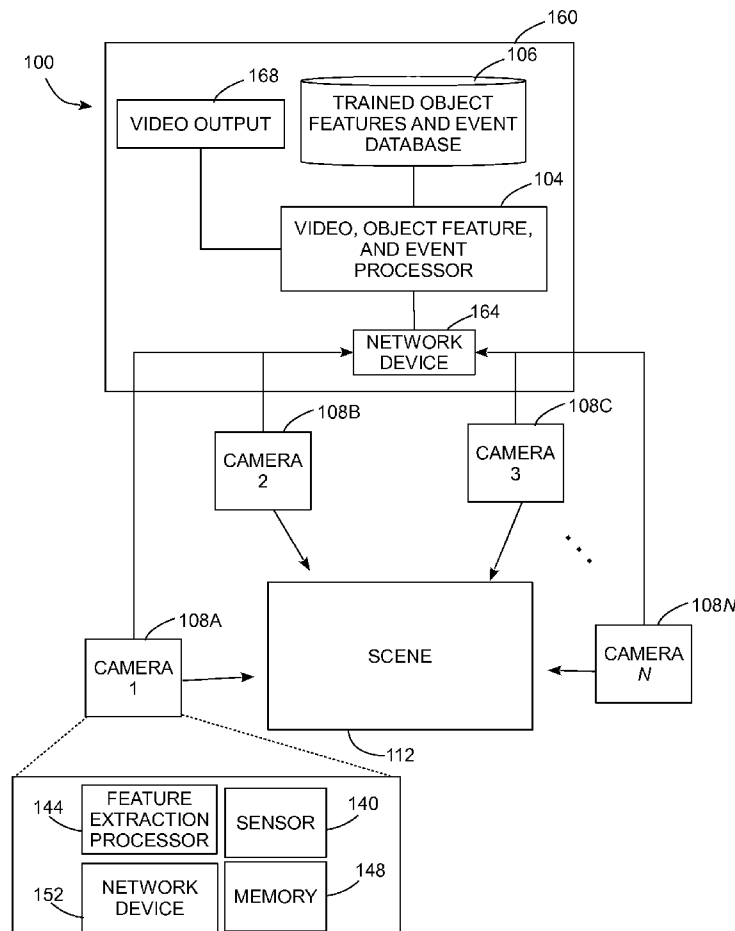 160
100
168
106
VIDEO OUTPUT
TRAINED OBJECT
FEATURES AND EVENT
DATABASE
104
VIDEO, OBJECT FEATURE,
AND EVENT
PROCESSOR
164
NETWORK
DEVICE
108B
108C
CAMERA
2
CAMERA
3
108A
108N
CAMERA
1
SCENE
CAMERA
N
112
144
FEATURE
EXTRACTION
PROCESSOR
SENSOR
140
152
NETWORK
DEVICE
MEMORY
148